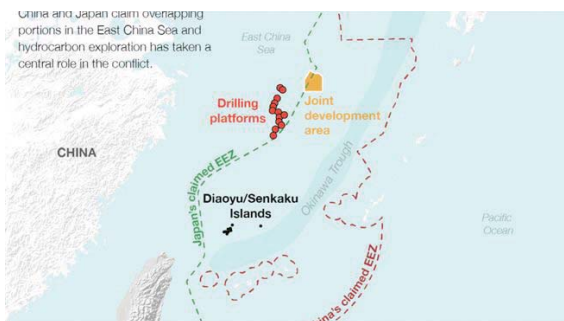 China and Japan claim overlapping
portions in the East China Sea and
hydrocarbon exploration has taken a
central role in the conflict.
East China
Sea
Drilling
platforms
Joint
development
area
CHINA
Japan's claimed EEZ
Okinawa Trough
Diaoyu/Senkaku
Islands
Pacific
Ocean
China's claimed EEZ